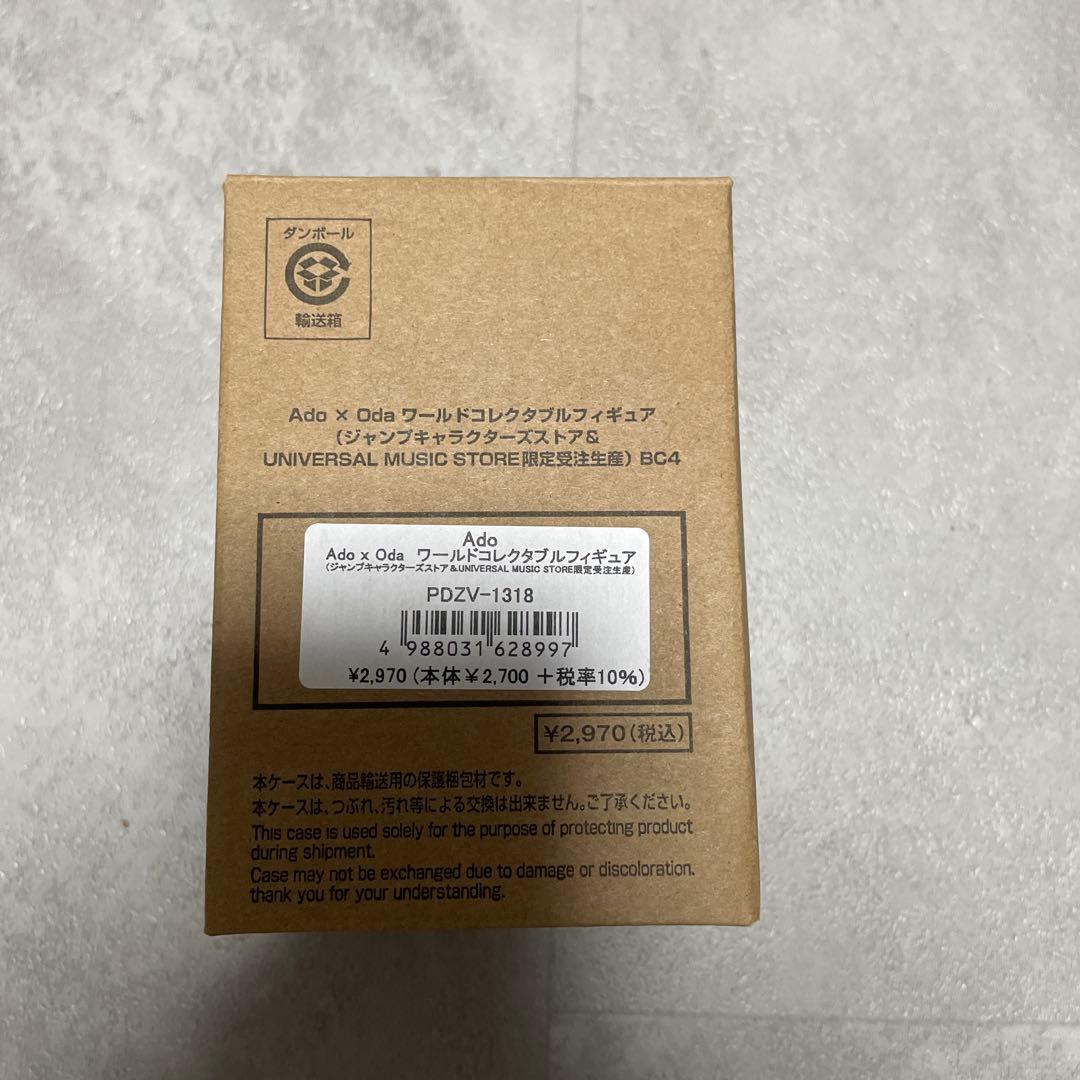 ダンボール
輸送箱
Ado × Oda ワールドコレクタブルフィギュア
(ジャンプキャラクターズストア&
UNIVERSAL MUSIC STORE限定受注生産) BC4
Ado
Ado x Oda ワールドコレクタブルフィギュア
(ジャンプキャラクターズストア&UNIVERSAL MUSIC STORE限定受注生産)
PDZV-1318
4 988031 628997
¥2,970(本体¥2,700 +税率10%)
¥2,970(税込)
本ケースは、商品輸送用の保護梱包材です。
本ケースは、つぶれ、汚れ等による交換は出来ません。ご了承ください。
This case is used solely for the purpose of protecting product
during shipment.
Case may not be exchanged due to damage or discoloration.
thank you for your understanding.